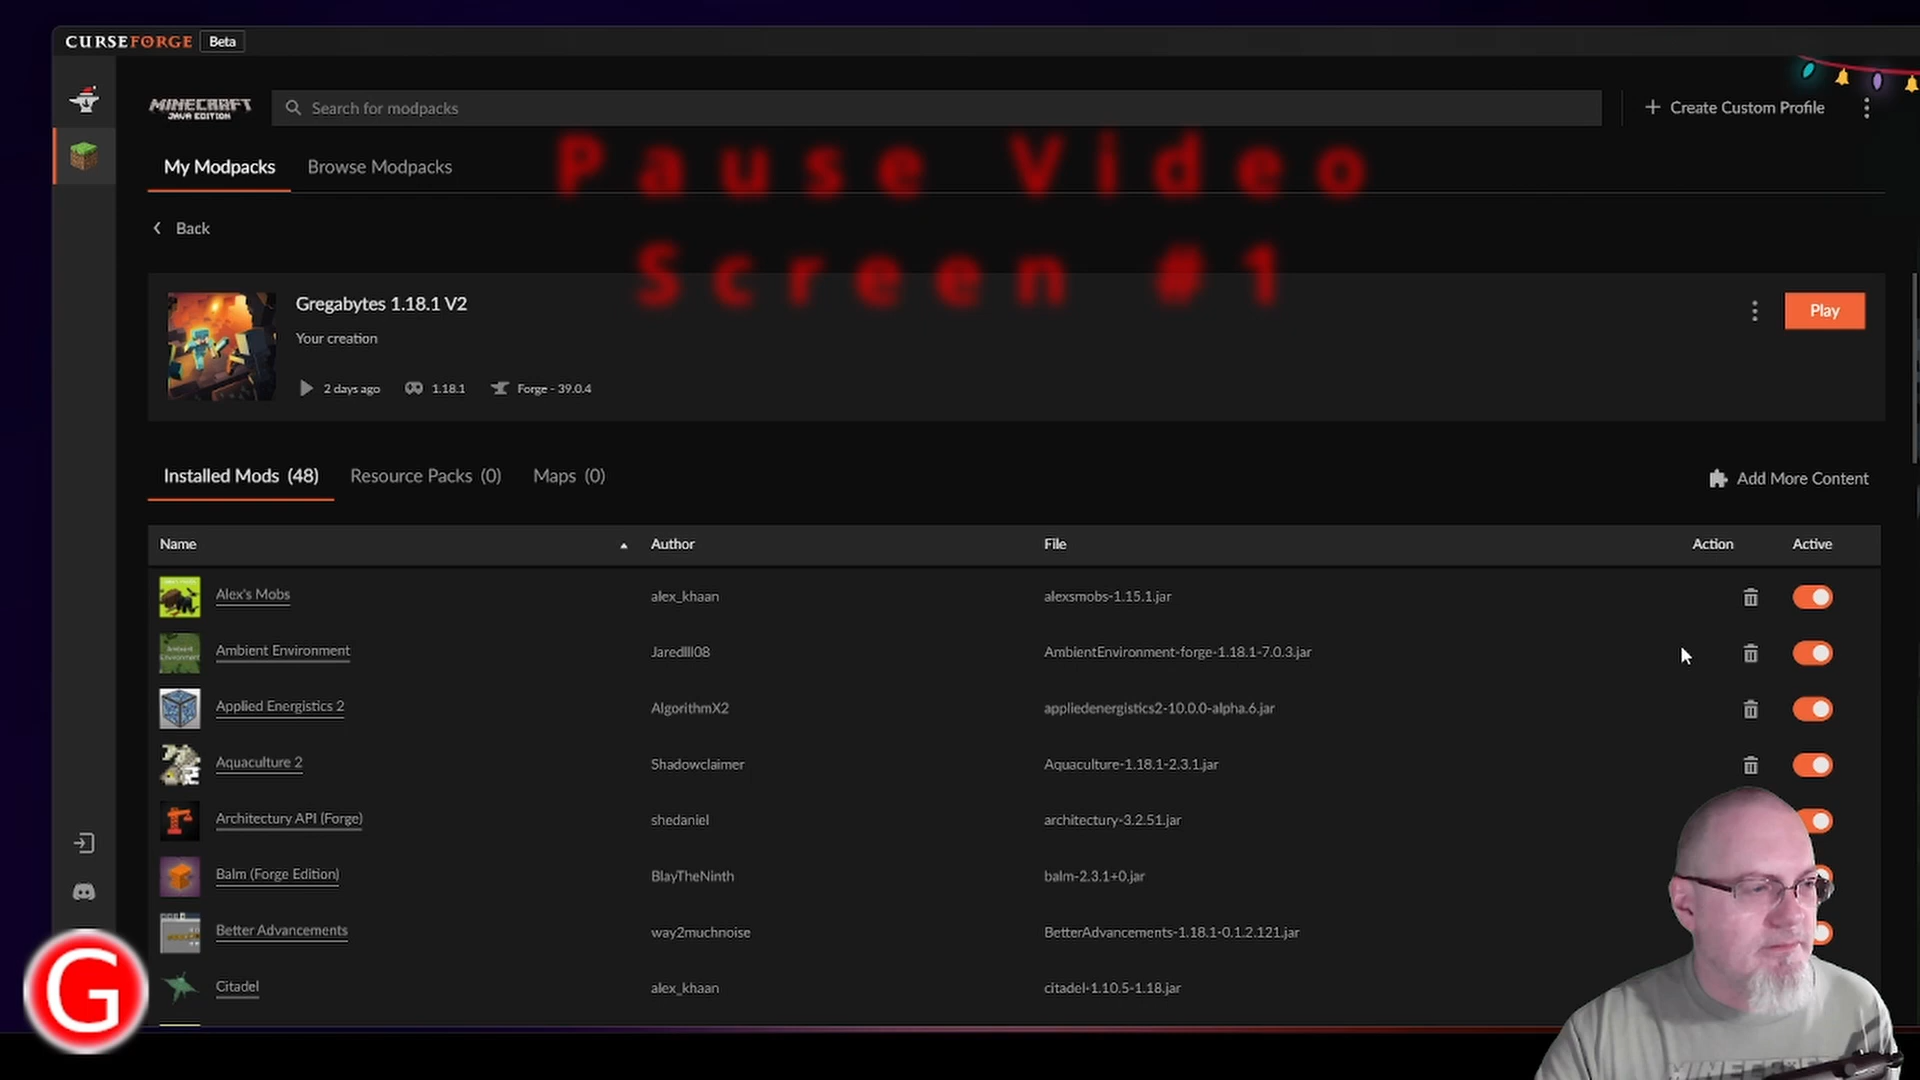 CURSEFORGE Beta
MINECRAFT
JAVA EDITION
Search for modpacks
+ Create Custom Profile
My Modpacks
Browse Modpacks
Pause Video
Screen #1
Back
Gregabytes 1.18.1 V2
Your creation
2 days ago
1.18.1
Forge - 39.0.4
Play
Installed Mods (48)
Resource Packs (0)
Maps (0)
Add More Content
Name
Author
File
Action
Active
Alex's Mobs
alex_khaan
alexsmobs-1.15.1.jar
Ambient Environment
Jaredlll08
AmbientEnvironment-forge-1.18.1-7.0.3.jar
Applied Energistics 2
AlgorithmX2
appliedenergistics2-10.0.0-alpha.6.jar
Aquaculture 2
Shadowclaimer
Aquaculture-1.18.1-2.3.1.jar
Architectury API (Forge)
shedaniel
architectury-3.2.51.jar
Balm (Forge Edition)
BlayTheNinth
balm-2.3.1+0.jar
Better Advancements
way2muchnoise
BetterAdvancements-1.18.1-0.1.2.121.jar
Citadel
alex_khaan
citadel-1.10.5-1.18.jar
G
MINECRAFT